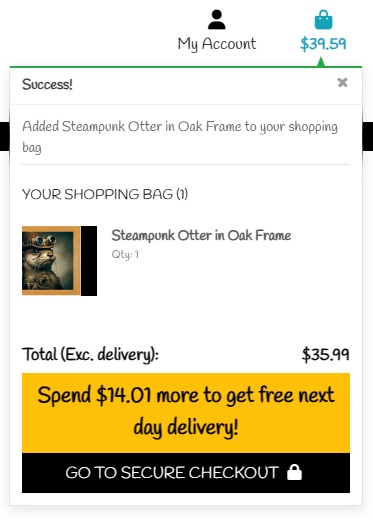 My Account
$39.59
Success!
×
Added Steampunk Otter in Oak Frame to your shopping
bag
YOUR SHOPPING BAG (1)
Steampunk Otter in Oak Frame
Qty: 1
Total (Exc. delivery):
$35.99
Spend $14.01 more to get free next
day delivery!
GO TO SECURE CHECKOUT